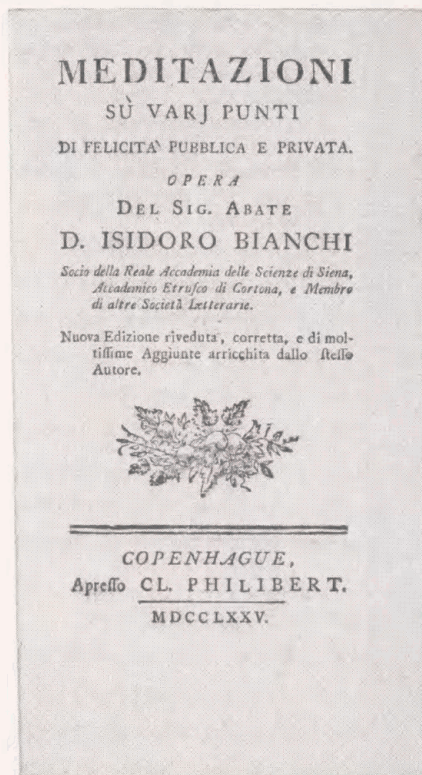 MEDITAZIONI
SÙ VARJ PUNTI
DI FELICITA' PUBBLICA E PRIVATA.
OPERA
DEL SIG. ABATE
D. ISIDORO BIANCHI
Socio della Reale Accademia delle Scienze di Siena,
Accademico Etruſco di Cortona, e Membro
di altre Società Letterarie.
Nuova Edizione riveduta, corretta, e di mol-
tiſſime Aggiunte arricchita dallo ſteſſo
Autore.
COPENHAGUE,
Apreſſo CL. PHILIBERT.
MDCCLXXV.